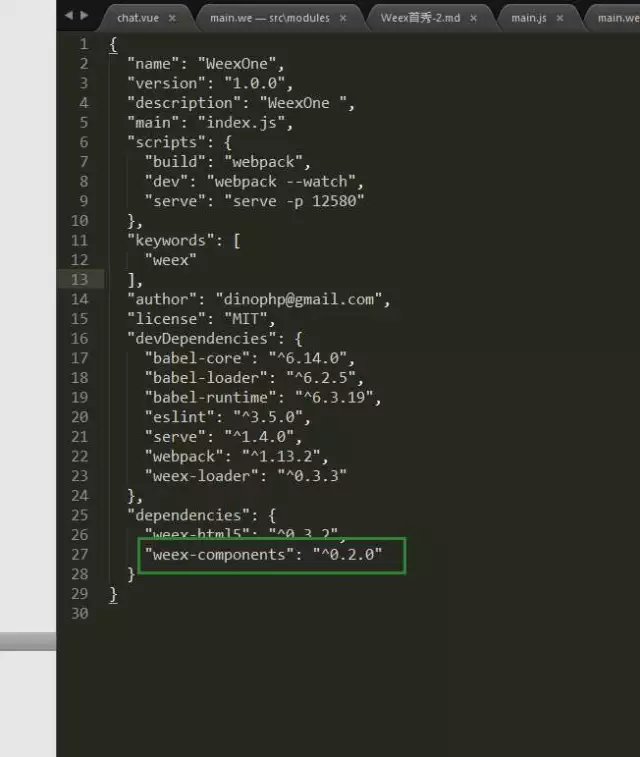 chat.vue × main.we — src\modules × Weex首秀-2.md × main.js × main.we
1 {
2 "name": "WeexOne",
3 "version": "1.0.0",
4 "description": "WeexOne ",
5 "main": "index.js",
6 "scripts": {
7 "build": "webpack",
8 "dev": "webpack --watch",
9 "serve": "serve -p 12580"
10 },
11 "keywords": [
12 "weex"
13 ],
14 "author": "dinophp@gmail.com",
15 "license": "MIT",
16 "devDependencies": {
17 "babel-core": "^6.14.0",
18 "babel-loader": "^6.2.5",
19 "babel-runtime": "^6.3.19",
20 "eslint": "^3.5.0",
21 "serve": "^1.4.0",
22 "webpack": "^1.13.2",
23 "weex-loader": "^0.3.3"
24 },
25 "dependencies": {
26 "weex-html5": "^0.3.2",
27 "weex-components": "^0.2.0"
28 }
29 }
30